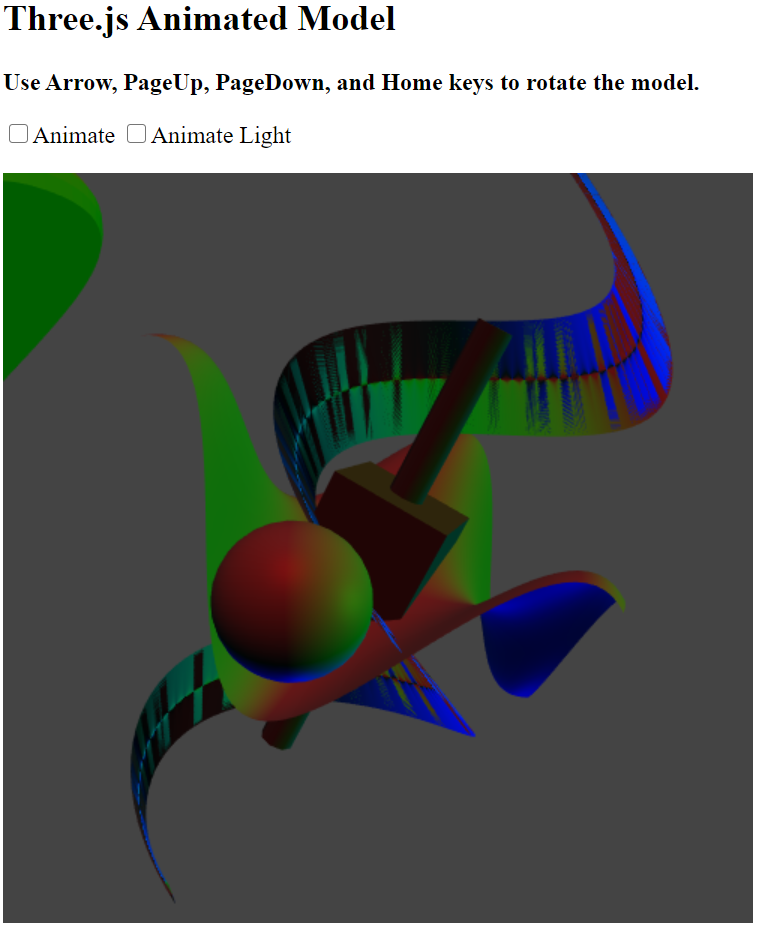 Three.js Animated Model
Use Arrow, PageUp, PageDown, and Home keys to rotate the model.
Animate Animate Light